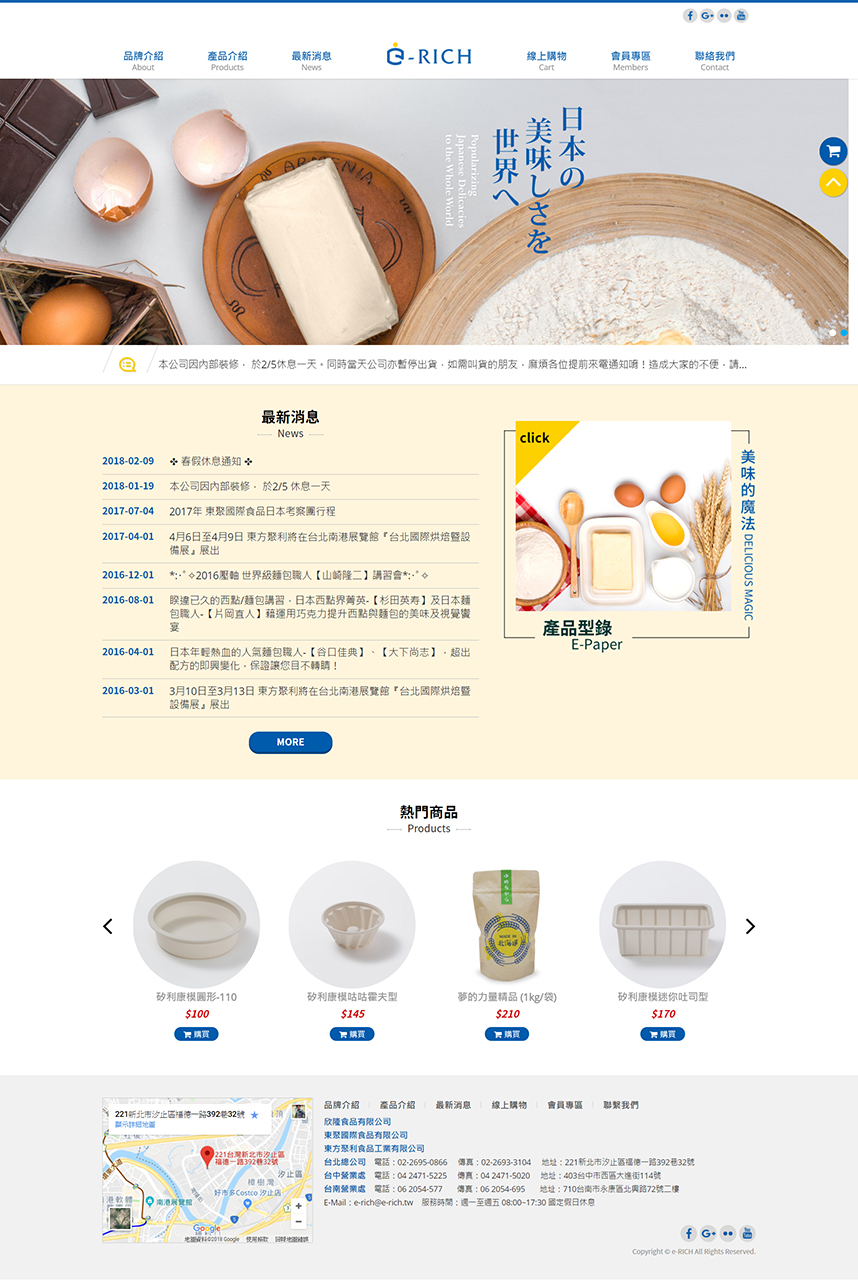 品牌介紹
About
產品介紹
Products
最新消息
News
e-RICH
線上購物
Cart
會員專區
Members
聯絡我們
Contact
日本の
美味しさを
世界へ
Popularizing
Japanese Delicacies
to the Whole World
ARMENIA
本公司因內部裝修， 於2/5休息一天。同時當天公司亦暫停出貨，如需叫貨的朋友，麻煩各位提前來電通知唷！造成大家的不便，請...
最新消息
News
2018-02-09 ✣ 春假休息通知 ✣
2018-01-19 本公司因內部裝修， 於2/5 休息一天
2017-07-04 2017年 東聚國際食品日本考察團行程
2017-04-01 4月6日至4月9日 東方聚利將在台北南港展覽館『台北國際烘焙暨設
備展』展出
2016-12-01 *:･ﾟ✧2016壓軸 世界級麵包職人【山崎隆二】講習會*:･ﾟ✧
2016-08-01 睽違已久的西點/麵包講習，日本西點界菁英-【杉田英寿】及日本麵
包職人-【片岡直人】藉運用巧克力提升西點與麵包的美味及視覺饗
宴
2016-04-01 日本年輕熱血的人氣麵包職人-【谷口佳典】、【大下尚志】，超出
配方的即興變化，保證讓您目不轉睛！
2016-03-01 3月10日至3月13日 東方聚利將在台北南港展覽館『台北國際烘焙暨
設備展』展出
MORE
click
美味的魔法 DELICIOUS MAGIC
產品型錄
E-Paper
熱門商品
Products
矽利康模圓形-110
$100
購買
矽利康模咕咕霍夫型
$145
購買
MADE IN
北海道
夢的力量精品 (1kg/袋)
$210
購買
矽利康模迷你吐司型
$170
購買
221新北市汐止區福德一路392巷32號
顯示詳細地圖
221台灣新北市汐止區
福德一路392巷32號
汐止區
樟樹灣
好市多Costco 汐止店
南港展覽館
港軟體
Google
地圖資料©2018 Google 使用條款 回報地圖錯誤
品牌介紹 產品介紹 最新消息 線上購物 會員專區 聯繫我們
欣隆食品有限公司
東聚國際食品有限公司
東方聚利食品工業有限公司
台北總公司 電話：02-2695-0866 傳真：02-2693-3104 地址：221新北市汐止區福德一路392巷32號
台中營業處 電話：04 2471-5225 傳真：04 2471-5020 地址：403台中市西區大進街114號
台南營業處 電話：06 2054-577 傳真：06 2054-695 地址：710台南市永康區北興路72號二樓
E-Mail：e-rich@e-rich.tw 服務時間：週一至週五 08:00~17:30 國定假日休息
Copyright © e-RICH All Rights Reserved.